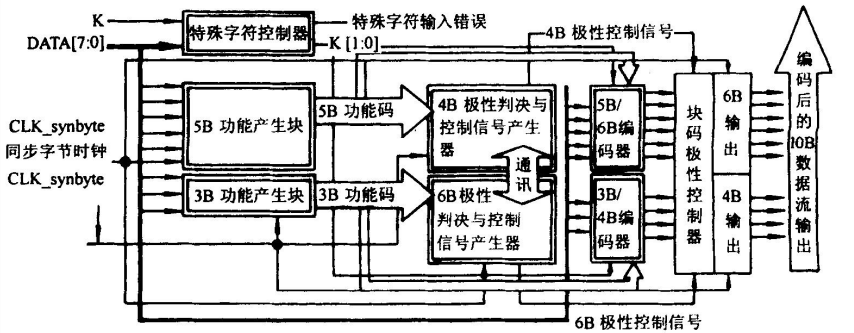 K
特殊字符控制器
特殊字符输入错误
DATA[7:0]
K [1:0]
4B 极性控制信号
5B 功能产生块
5B 功能码
4B 极性判决与
控制信号产生
器
5B/
6B编
码器
块码极性控制器
6B输出
编码后的10B数据流输出
CLK_synbyte
同步字节时钟
CLK_synbyte
通讯
3B 功能产生块
3B 功能码
6B极性
判决与控制
信号产生器
3B/
4B编
码器
4B输出
6B 极性控制信号